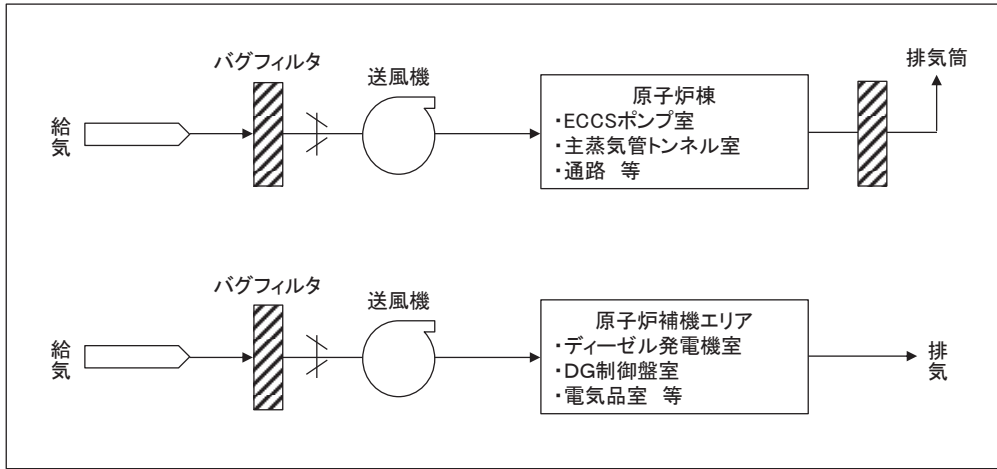 バグフィルタ
送風機
排気筒
給気
原子炉棟
・ECCSポンプ室
・主蒸気管トンネル室
・通路 等
バグフィルタ
送風機
給気
原子炉補機エリア
・ディーゼル発電機室
・DG制御盤室
・電気品室 等
排気